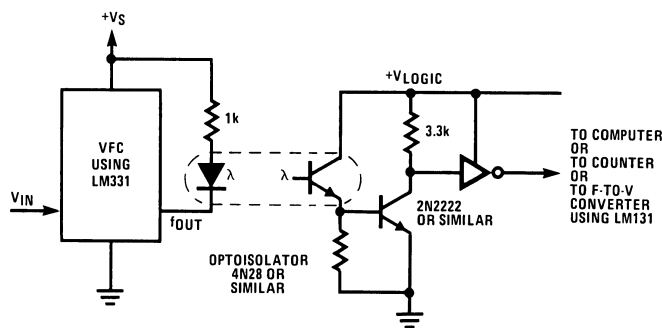 +VS
1k
+VLOGIC
3.3k
VFC
USING
LM331
λ
λ
TO COMPUTER
OR
TO COUNTER
OR
TO F-TO-V
CONVERTER
USING LM131
VIN
fOUT
2N2222
OR SIMILAR
OPTOISOLATOR
4N28 OR
SIMILAR